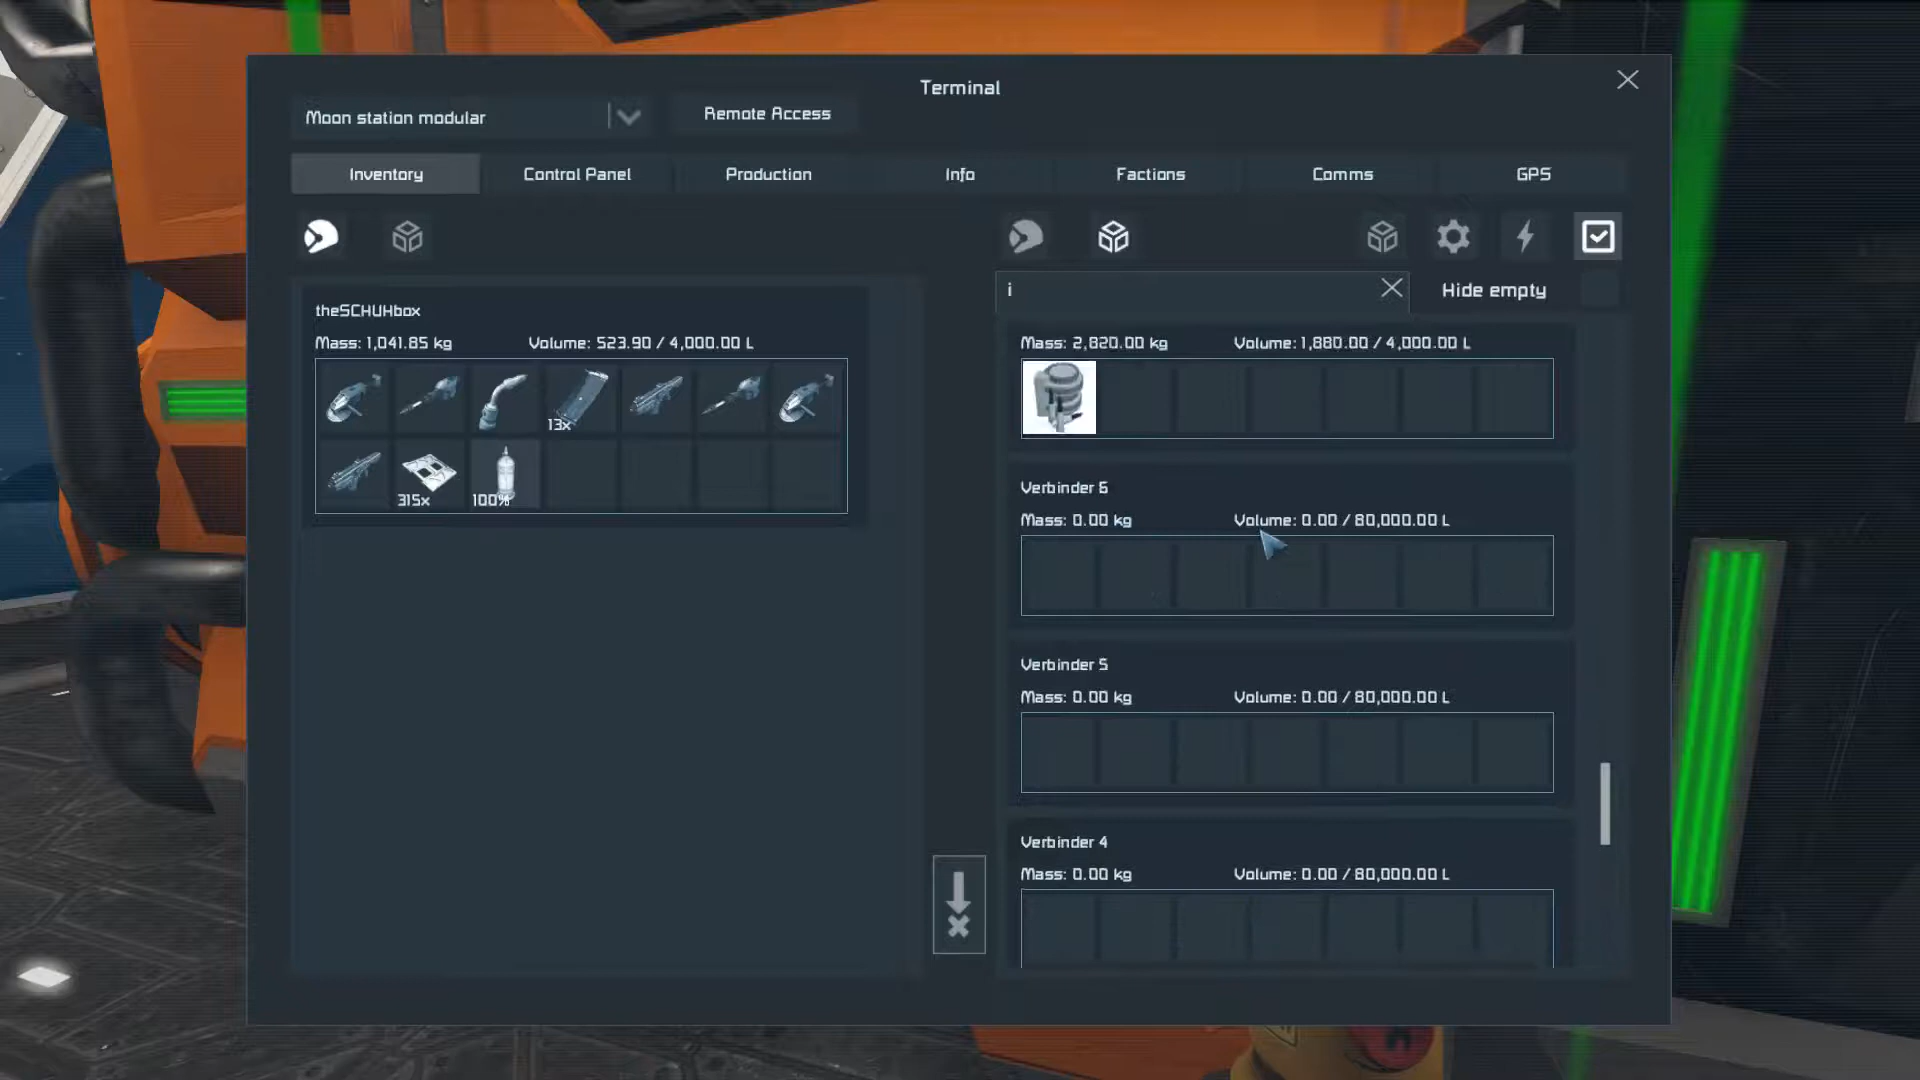 Terminal
Moon station modular
Remote Access
Inventory
Control Panel
Production
Info
Factions
Comms
GPS
i
Hide empty
theSCHUHbox
Mass: 1,041.85 kg
Volume: 523.90 / 4,000.00 L
13x
315x
100%
Mass: 2,820.00 kg
Volume: 1,880.00 / 4,000.00 L
Verbinder 6
Mass: 0.00 kg
Volume: 0.00 / 80,000.00 L
Verbinder 5
Mass: 0.00 kg
Volume: 0.00 / 80,000.00 L
Verbinder 4
Mass: 0.00 kg
Volume: 0.00 / 80,000.00 L